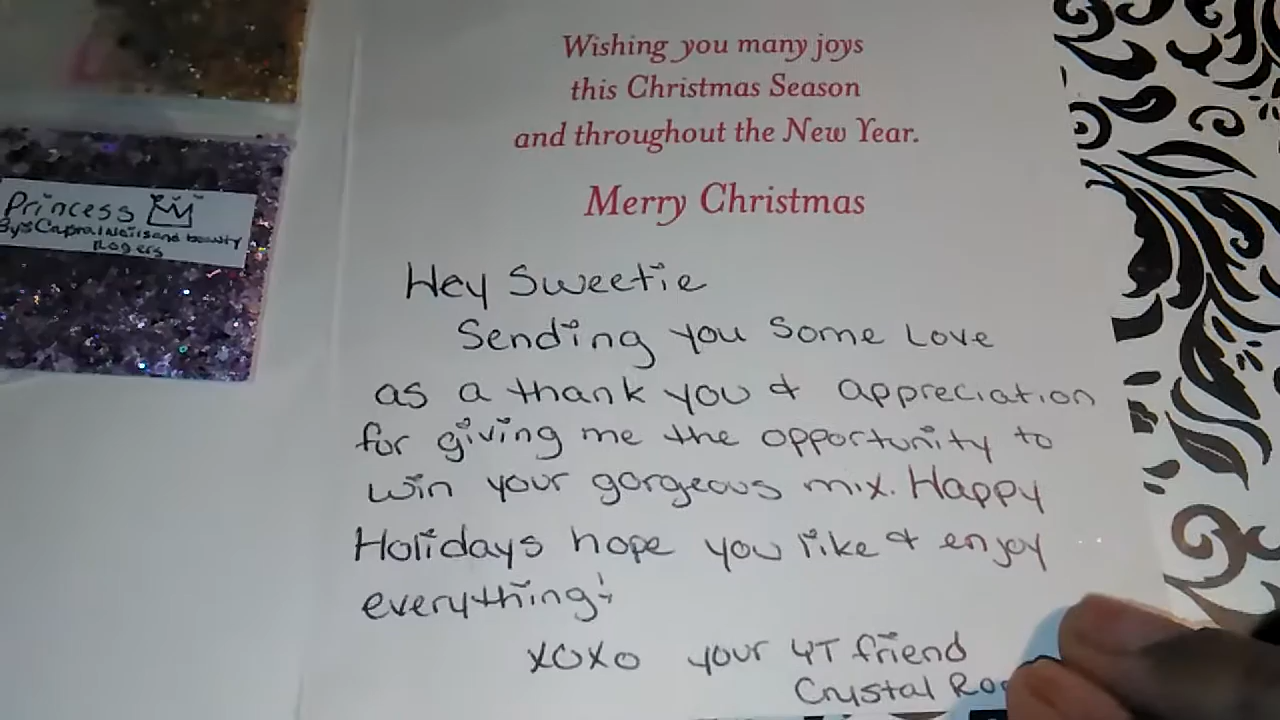 Wishing you many joys
this Christmas Season
and throughout the New Year.
Merry Christmas
Princess
Rogers
Hey Sweetie
Sending you some Love
as a thank you & appreciation
for giving me the opportunity to
win your gorgeous mix. Happy
Holidays hope you like & enjoy
everything!
XOXO your YT friend
Crystal